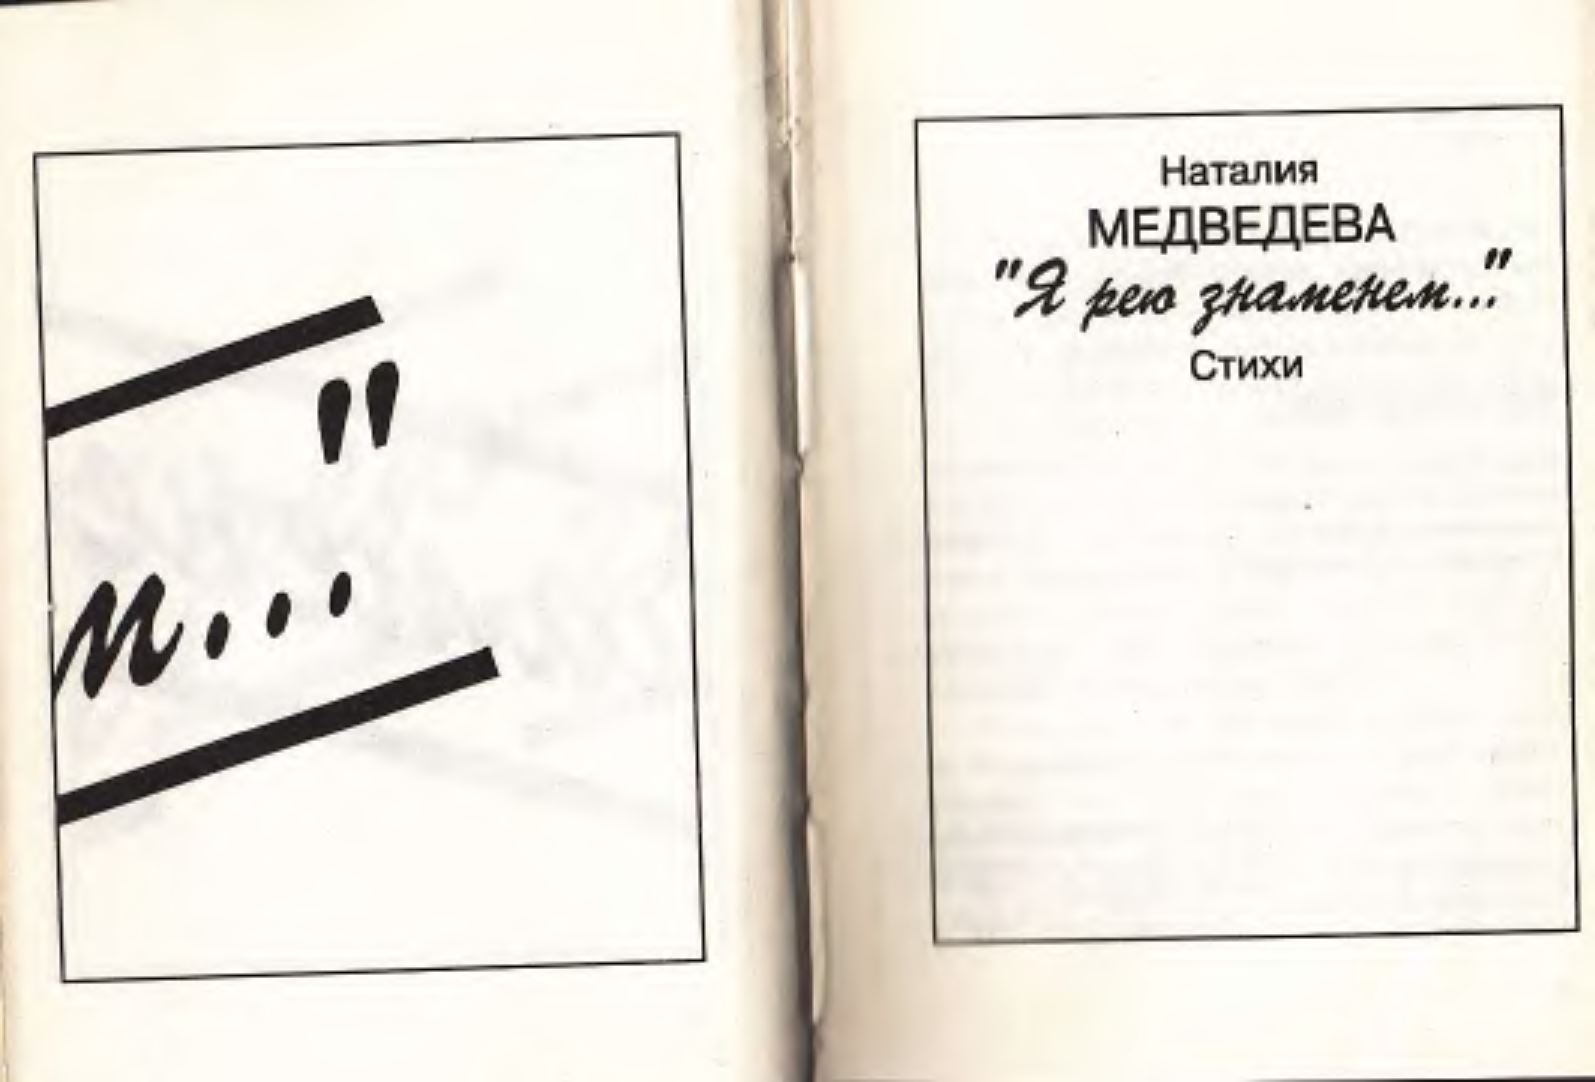 м..."
Наталия
МЕДВЕДЕВА
"Я рею знаменем..."
Стихи